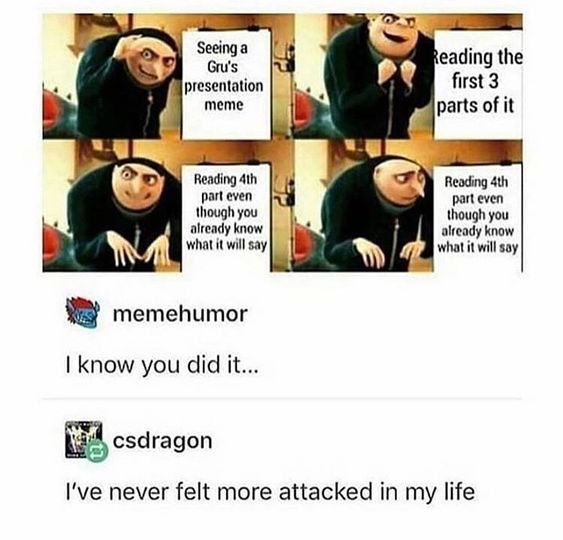 Seeing a
Gru's
presentation
meme
Reading the
first 3
parts of it
Reading 4th
part even
though you
already know
what it will say
Reading 4th
part even
though you
already know
what it will say
memehumor
I know you did it...
csdragon
I've never felt more attacked in my life